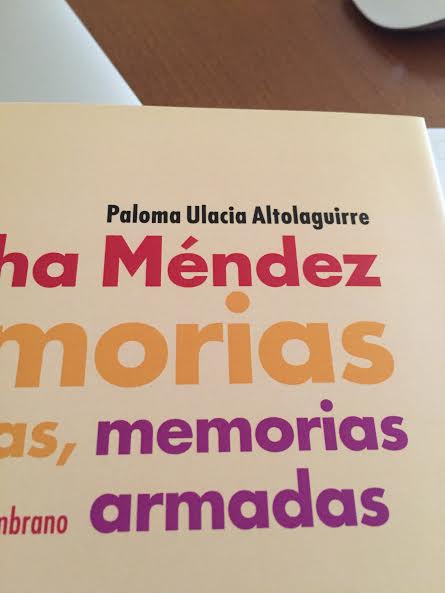 Paloma Ulacia Altolaguirre
ha Méndez
morias
as, memorias
mbrano armadas